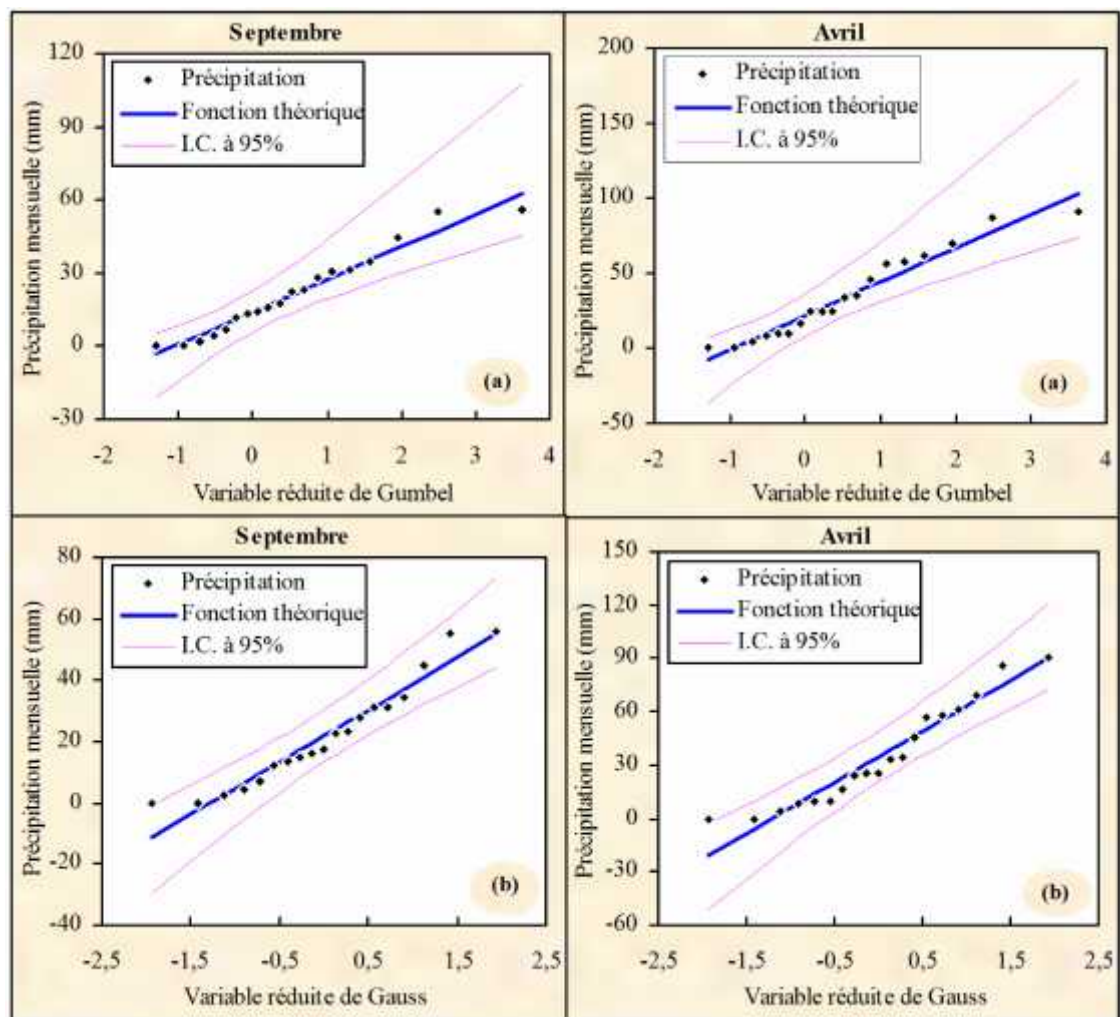 Septembre
120
90
60
30
0
-30
Précipitation mensuelle (mm)
Précipitation
Fonction théorique
I.C. à 95%
(a)
-2
-1
0
1
2
3
4
Variable réduite de Gumbel
Avril
200
150
100
50
0
-50
Précipitation mensuelle (mm)
Précipitation
Fonction théorique
I.C. à 95%
(a)
-2
-1
0
1
2
3
4
Variable réduite de Gumbel
Septembre
80
60
40
20
0
-20
-40
Précipitation mensuelle (mm)
Précipitation
Fonction théorique
I.C. à 95%
(b)
-2,5
-1,5
-0,5
0,5
1,5
2,5
Variable réduite de Gauss
Avril
150
120
90
60
30
0
-30
-60
Précipitation mensuelle (mm)
Précipitation
Fonction théorique
I.C. à 95%
(b)
-2,5
-1,5
-0,5
0,5
1,5
2,5
Variable réduite de Gauss